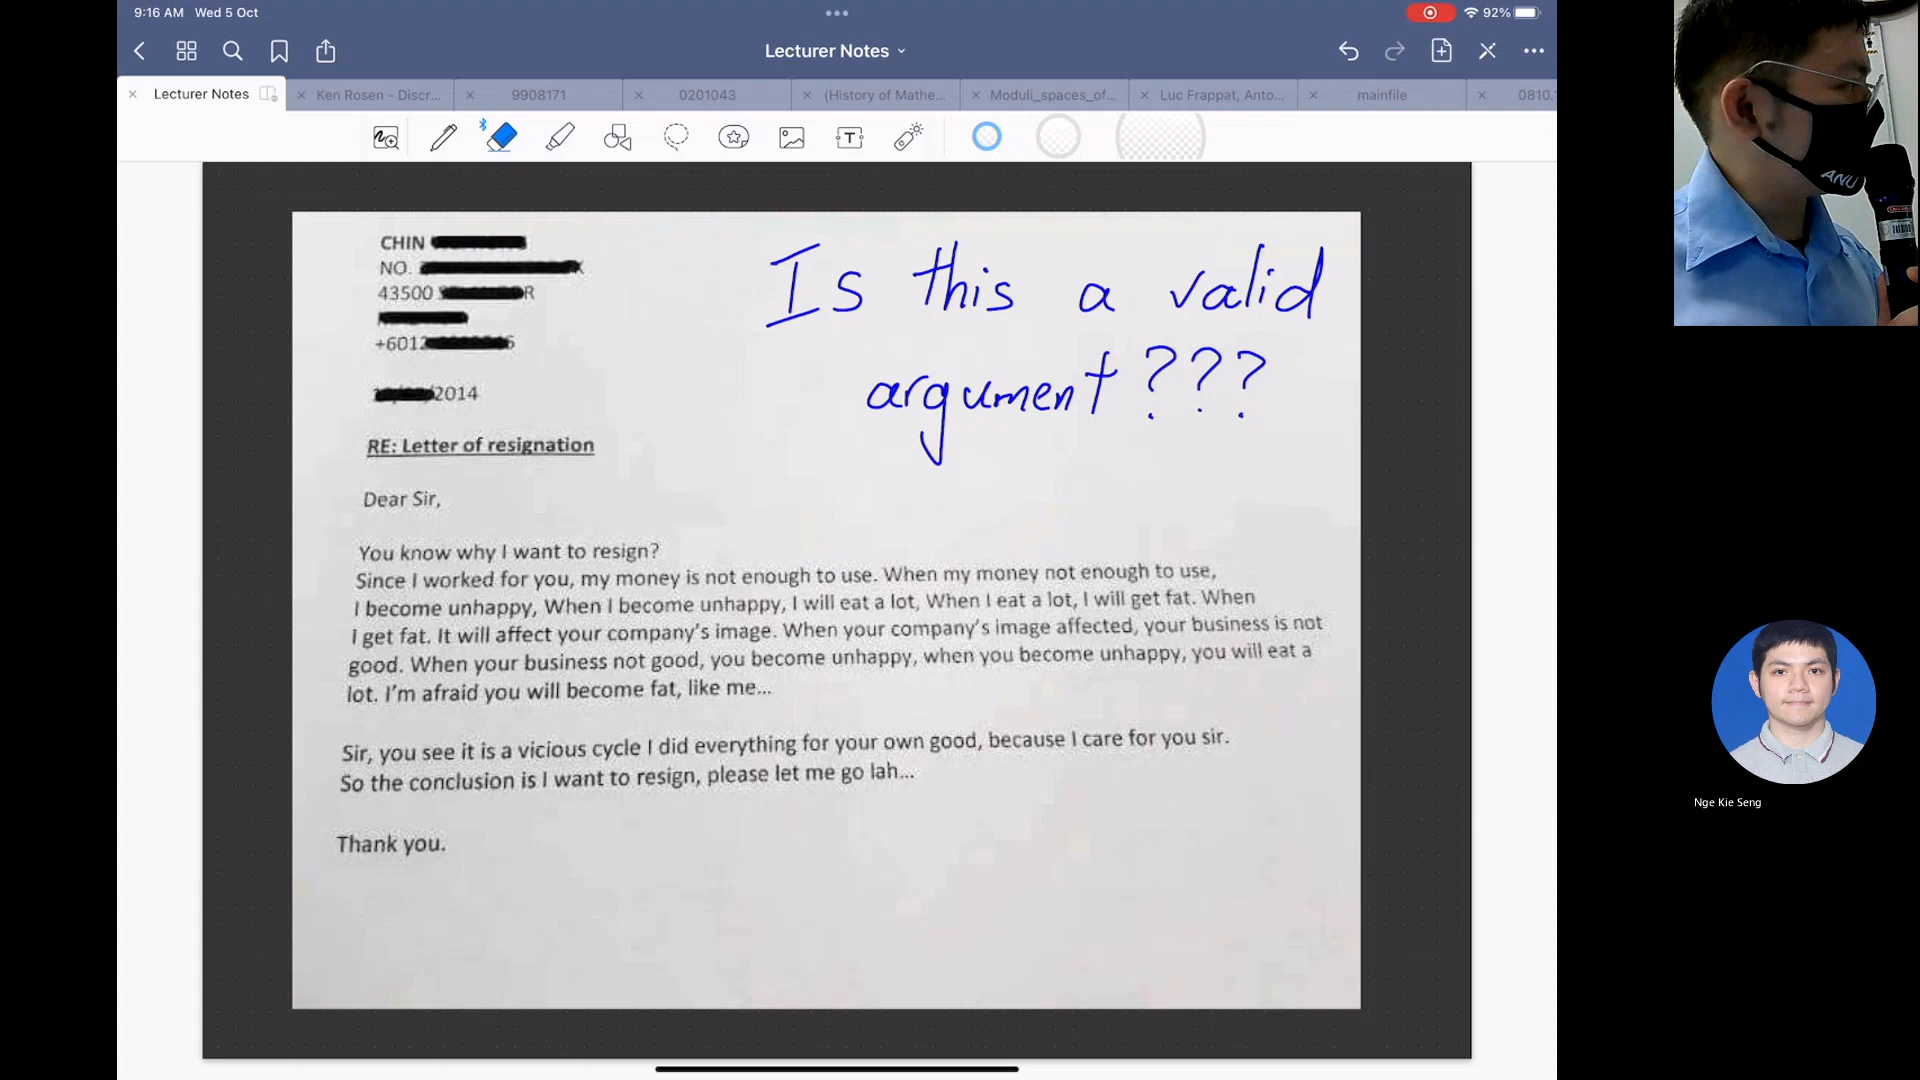 9:16 AM Wed 5 Oct
92%
Lecturer Notes
Lecturer Notes
Ken Rosen - Discr...
9908171
0201043
(History of Mathe...
Moduli_spaces_of...
Luc Frappat, Anto...
mainfile
0810.
T
CHIN
NO.
43500 R
+6012
2014
Is this a valid
argument???
RE: Letter of resignation
Dear Sir,
You know why I want to resign?
Since I worked for you, my money is not enough to use. When my money not enough to use,
I become unhappy, When I become unhappy, I will eat a lot, When I eat a lot, I will get fat. When
I get fat. It will affect your company's image. When your company's image affected, your business is not
good. When your business not good, you become unhappy, when you become unhappy, you will eat a
lot. I'm afraid you will become fat, like me...
Sir, you see it is a vicious cycle I did everything for your own good, because I care for you sir.
So the conclusion is I want to resign, please let me go lah...
Thank you.
ANU
Nge Kie Seng